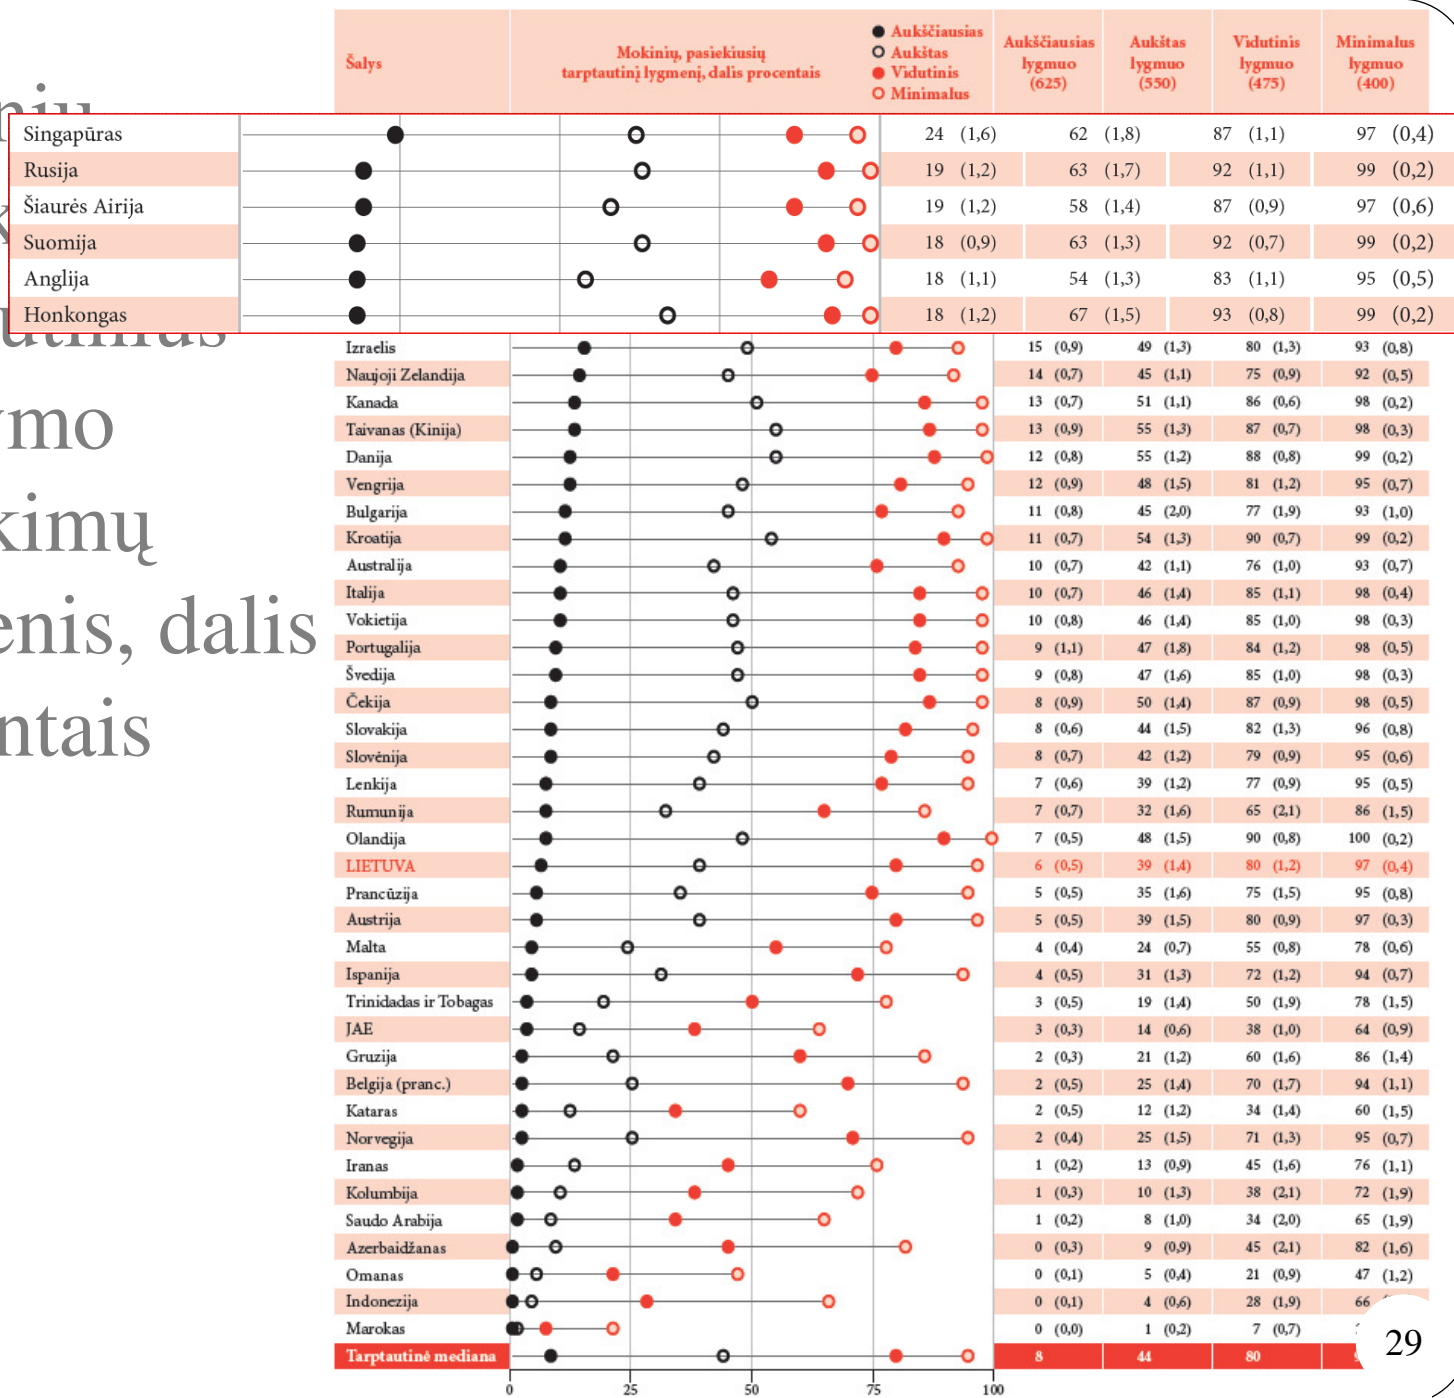 Šalys
Mokinių, pasiekusių
tarptautinį lygmenį, dalis procentais
Aukščiausias
Aukštas
Vidutinis
Minimalus
Aukščiausias lygmuo (625)
Aukštas lygmuo (550)
Vidutinis lygmuo (475)
Minimalus lygmuo (400)
Singapūras 24 (1,6) 62 (1,8) 87 (1,1) 97 (0,4)
Rusija 19 (1,2) 63 (1,7) 92 (1,1) 99 (0,2)
Šiaurės Airija 19 (1,2) 58 (1,4) 87 (0,9) 97 (0,6)
Suomija 18 (0,9) 63 (1,3) 92 (0,7) 99 (0,2)
Anglija 18 (1,1) 54 (1,3) 83 (1,1) 95 (0,5)
Honkongas 18 (1,2) 67 (1,5) 93 (0,8) 99 (0,2)
Izraelis 15 (0,9) 49 (1,3) 80 (1,3) 93 (0,8)
Naujoji Zelandija 14 (0,7) 45 (1,1) 75 (0,9) 92 (0,5)
Kanada 13 (0,7) 51 (1,1) 86 (0,6) 98 (0,2)
Taivanas (Kinija) 13 (0,9) 55 (1,3) 87 (0,7) 98 (0,3)
Danija 12 (0,8) 55 (1,2) 88 (0,8) 99 (0,2)
Vengrija 12 (0,9) 48 (1,5) 81 (1,2) 95 (0,7)
Bulgarija 11 (0,8) 45 (2,0) 77 (1,9) 93 (1,0)
Kroatija 11 (0,7) 54 (1,3) 90 (0,7) 99 (0,2)
Australija 10 (0,7) 42 (1,1) 76 (1,0) 93 (0,7)
Italija 10 (0,7) 46 (1,4) 85 (1,1) 98 (0,4)
Vokietija 10 (0,8) 46 (1,4) 85 (1,0) 98 (0,3)
Portugalija 9 (1,1) 47 (1,8) 84 (1,2) 98 (0,5)
Švedija 9 (0,8) 47 (1,6) 85 (1,0) 98 (0,3)
Čekija 8 (0,9) 50 (1,4) 87 (0,9) 98 (0,5)
Slovakija 8 (0,6) 44 (1,5) 82 (1,3) 96 (0,8)
Slovėnija 8 (0,7) 42 (1,2) 79 (0,9) 95 (0,6)
Lenkija 7 (0,6) 39 (1,2) 77 (0,9) 95 (0,5)
Rumunija 7 (0,7) 32 (1,6) 65 (2,1) 86 (1,5)
Olandija 7 (0,5) 48 (1,5) 90 (0,8) 100 (0,2)
LIETUVA 6 (0,5) 39 (1,4) 80 (1,2) 97 (0,4)
Prancūzija 5 (0,5) 35 (1,6) 75 (1,5) 95 (0,8)
Austrija 5 (0,5) 39 (1,5) 80 (0,9) 97 (0,3)
Malta 4 (0,4) 24 (0,7) 55 (0,8) 78 (0,6)
Ispanija 4 (0,5) 31 (1,3) 72 (1,2) 94 (0,7)
Trinidadas ir Tobagas 3 (0,5) 19 (1,4) 50 (1,9) 78 (1,5)
JAE 3 (0,3) 14 (0,6) 38 (1,0) 64 (0,9)
Gruzija 2 (0,3) 21 (1,2) 60 (1,6) 86 (1,4)
Belgija (pranc.) 2 (0,5) 25 (1,4) 70 (1,7) 94 (1,1)
Kataras 2 (0,5) 12 (1,2) 34 (1,4) 60 (1,5)
Norvegija 2 (0,4) 25 (1,5) 71 (1,3) 95 (0,7)
Iranas 1 (0,2) 13 (0,9) 45 (1,6) 76 (1,1)
Kolumbija 1 (0,3) 10 (1,3) 38 (2,1) 72 (1,9)
Saudo Arabija 1 (0,2) 8 (1,0) 34 (2,0) 65 (1,9)
Azerbaidžanas 0 (0,3) 9 (0,9) 45 (2,1) 82 (1,6)
Omanas 0 (0,1) 5 (0,4) 21 (0,9) 47 (1,2)
Indonezija 0 (0,1) 4 (0,6) 28 (1,9) 66
Marokas 0 (0,0) 1 (0,2) 7 (0,7)
Tarptautinė mediana 8 44 80
0 25 50 75 100
ymo
kimų
enis, dalis
ntais
29